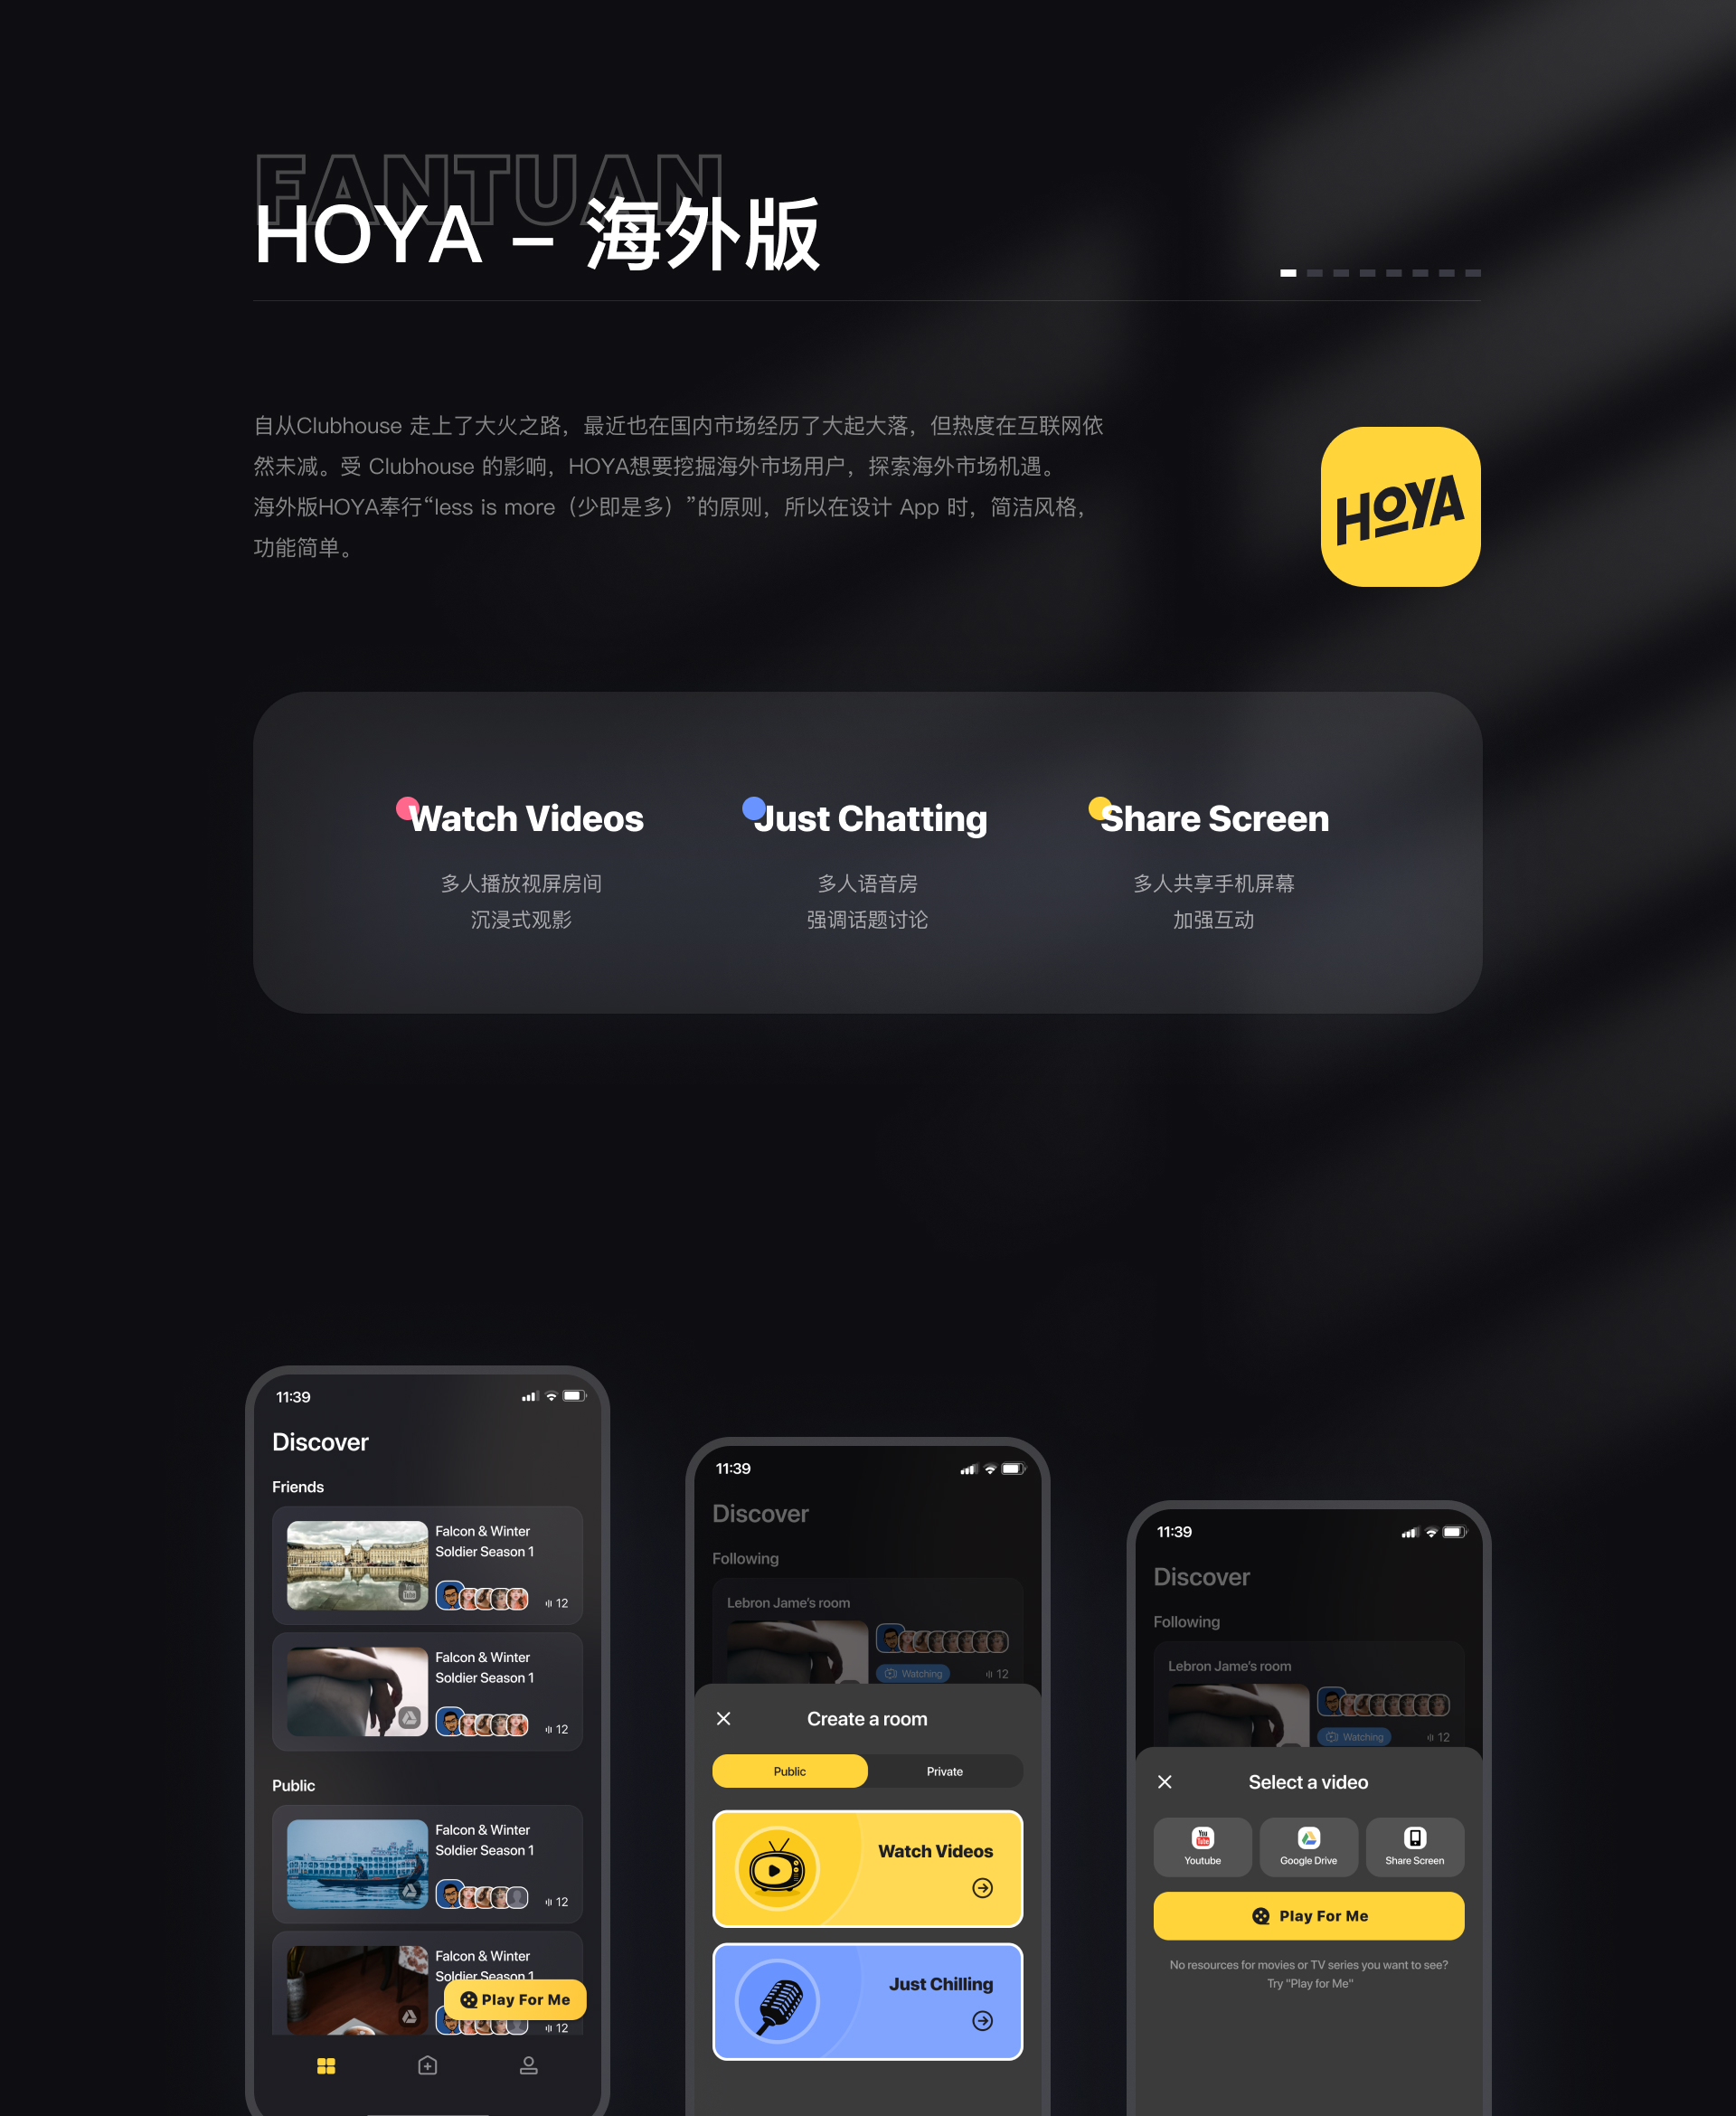 FANTUAN
HOYA – 海外版
自从Clubhouse 走上了大火之路，最近也在国内市场经历了大起大落，但热度在互联网依
然未减。受 Clubhouse 的影响，HOYA想要挖掘海外市场用户，探索海外市场机遇。
海外版HOYA奉行“less is more（少即是多）”的原则，所以在设计 App 时，简洁风格，
功能简单。
HOYA
Watch Videos
多人播放视屏房间
沉浸式观影
Just Chatting
多人语音房
强调话题讨论
Share Screen
多人共享手机屏幕
加强互动
11:39
Discover
Friends
Falcon & Winter
Soldier Season 1
You Tube
12
Falcon & Winter
Soldier Season 1
12
Public
Falcon & Winter
Soldier Season 1
12
Falcon & Winter
Soldier Season 1
Play For Me
12
11:39
Discover
Following
Lebron Jame's room
Watching
12
Create a room
Public
Private
Watch Videos
Just Chilling
11:39
Discover
Following
Lebron Jame's room
Watching
12
Select a video
You Tube
Youtube
Google Drive
Share Screen
Play For Me
No resources for movies or TV series you want to see?
Try "Play for Me"